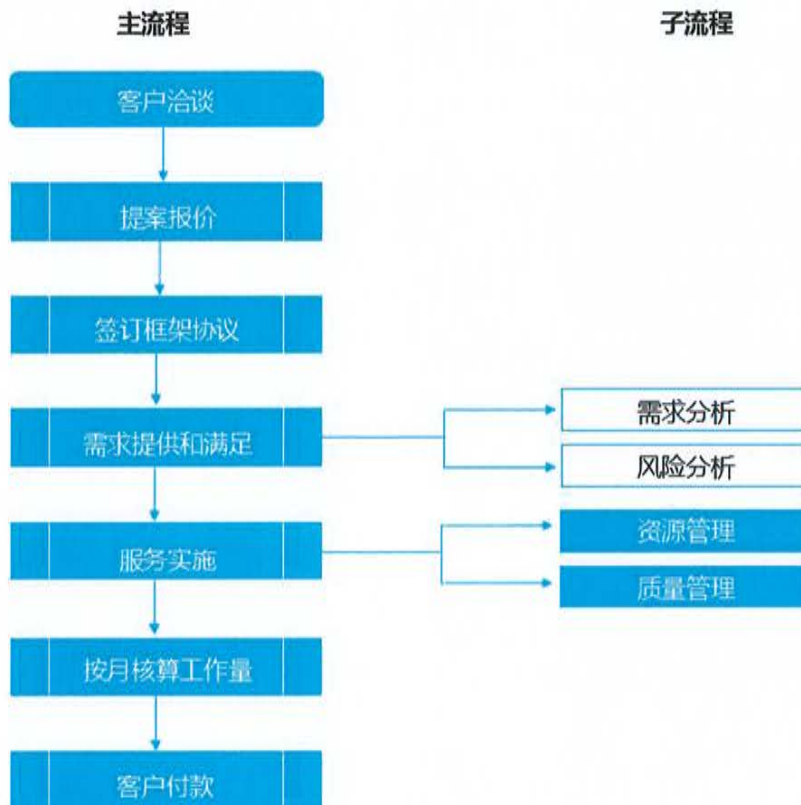 主流程
子流程
客户洽谈
提案报价
签订框架协议
需求提供和满足
需求分析
风险分析
服务实施
资源管理
质量管理
按月核算工作量
客户付款